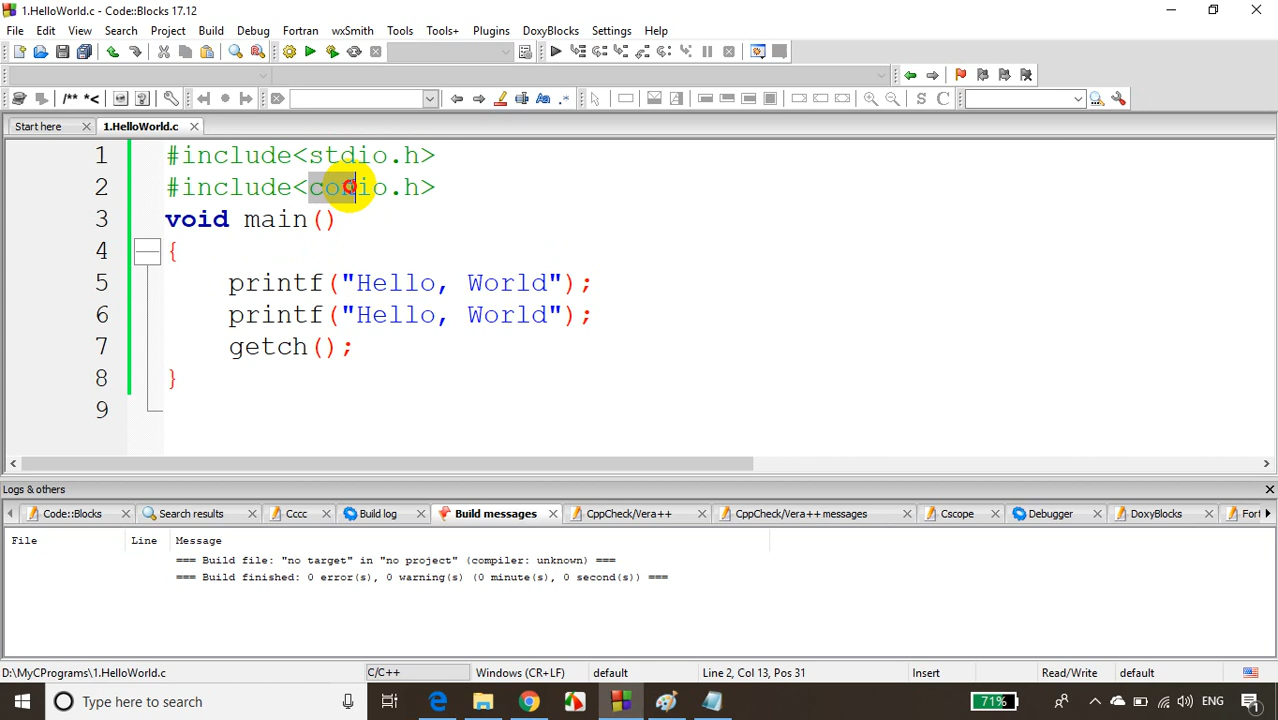 1.HelloWorld.c - Code::Blocks 17.12
File Edit View Search Project Build Debug Fortran wxSmith Tools Tools+ Plugins DoxyBlocks Settings Help
/** *<
S C
Start here 1.HelloWorld.c
1 #include<stdio.h>
2 #include<conio.h>
3 void main()
4 {
5 printf("Hello, World");
6 printf("Hello, World");
7 getch();
8 }
9
Logs & others
Code::Blocks Search results Cccc Build log Build messages CppCheck/Vera++ CppCheck/Vera++ messages Cscope Debugger DoxyBlocks Fort
File Line Message
=== Build file: "no target" in "no project" (compiler: unknown) ===
=== Build finished: 0 error(s), 0 warning(s) (0 minute(s), 0 second(s)) ===
D:\MyCPrograms\1.HelloWorld.c C/C++ Windows (CR+LF) default Line 2, Col 13, Pos 31 Insert Read/Write default
Type here to search 71% ENG 1